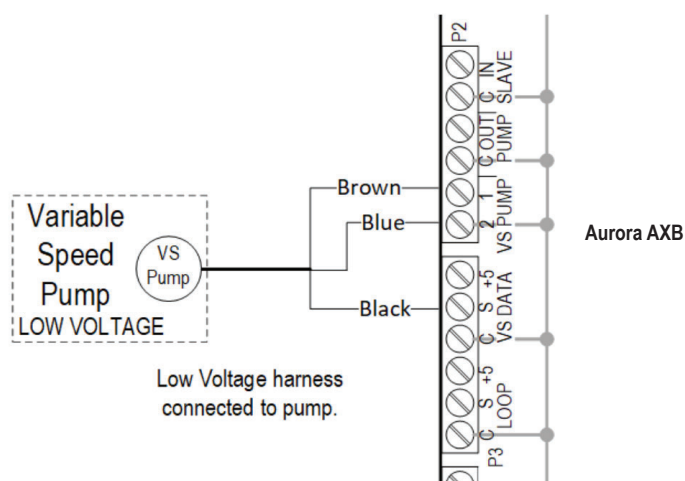 Variable
Speed
Pump
LOW VOLTAGE
VS
Pump
Brown
Blue
Black
Low Voltage harness
connected to pump.
P2
IN
C
SLAVE
OUT
C
PUMP
1
2
VS PUMP
+5
S
C
VS DATA
+5
S
C
LOOP
P3
Aurora AXB